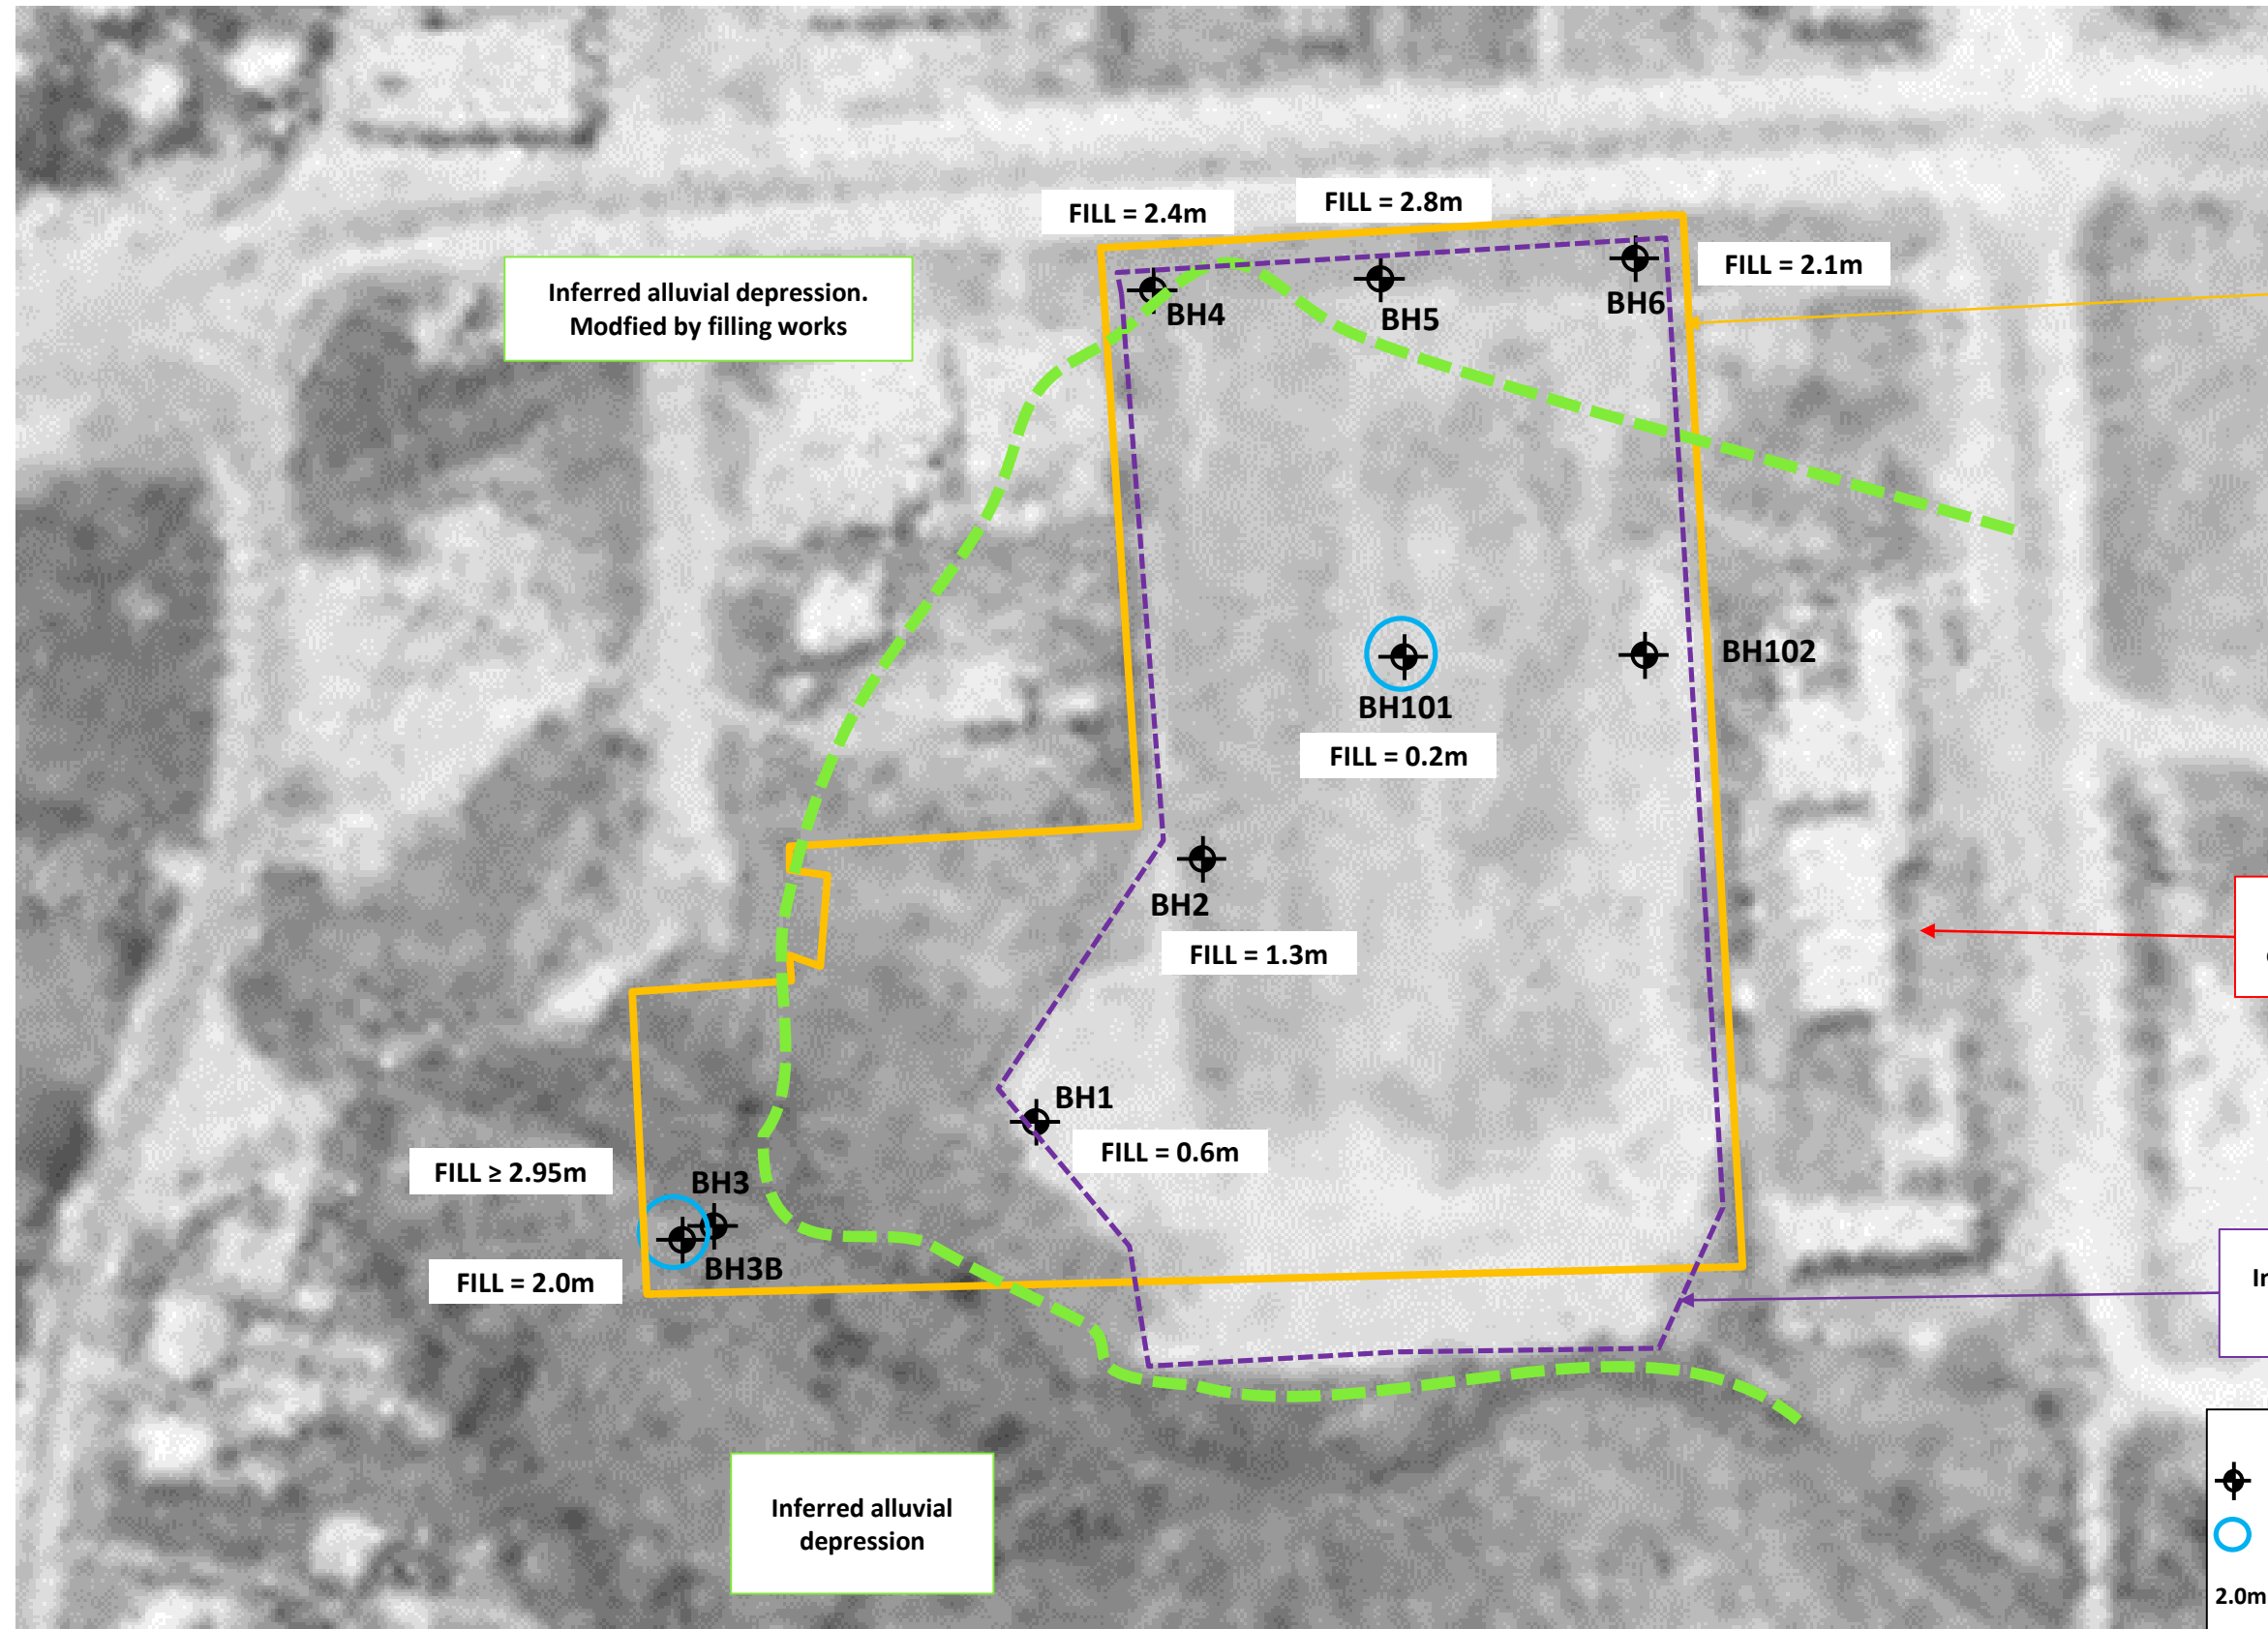 FILL = 2.4m
FILL = 2.8m
FILL = 2.1m
Inferred alluvial depression.
Modfied by filling works
BH4
BH5
BH6
BH101
BH102
FILL = 0.2m
BH2
FILL = 1.3m
BH1
FILL = 0.6m
FILL ≥ 2.95m
BH3
BH3B
FILL = 2.0m
In
Inferred alluvial
depression
2.0m